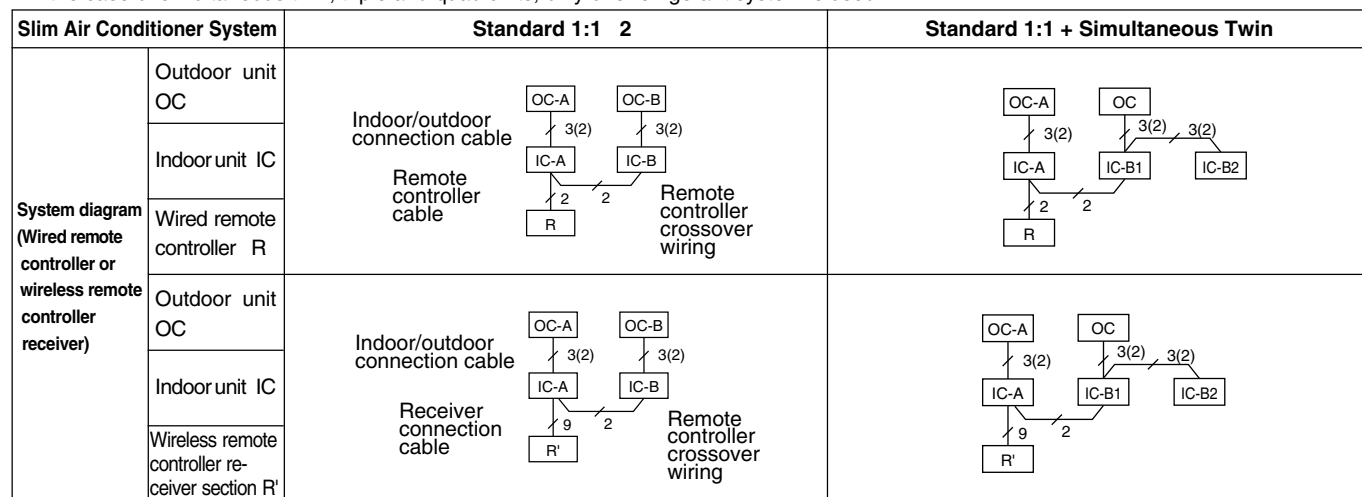 Slim Air Conditioner System
Standard 1:1 2
Standard 1:1 + Simultaneous Twin
System diagram
(Wired remote
controller or
wireless remote
controller
receiver)
Outdoor unit
OC
Indoor unit IC
Wired remote
controller R
Outdoor unit
OC
Indoor unit IC
Wireless remote
controller re-
ceiver section R'
OC-A OC-B
Indoor/outdoor
connection cable
3(2) 3(2)
IC-A IC-B
Remote
controller
cable
2 2
R
Remote
controller
crossover
wiring
OC-A OC
3(2) 3(2) 3(2)
IC-A IC-B1 IC-B2
2 2
R
OC-A OC-B
Indoor/outdoor
connection cable
3(2) 3(2)
IC-A IC-B
Receiver
connection
cable
9 2
R'
Remote
controller
crossover
wiring
OC-A OC
3(2) 3(2) 3(2)
IC-A IC-B1 IC-B2
9 2
R'